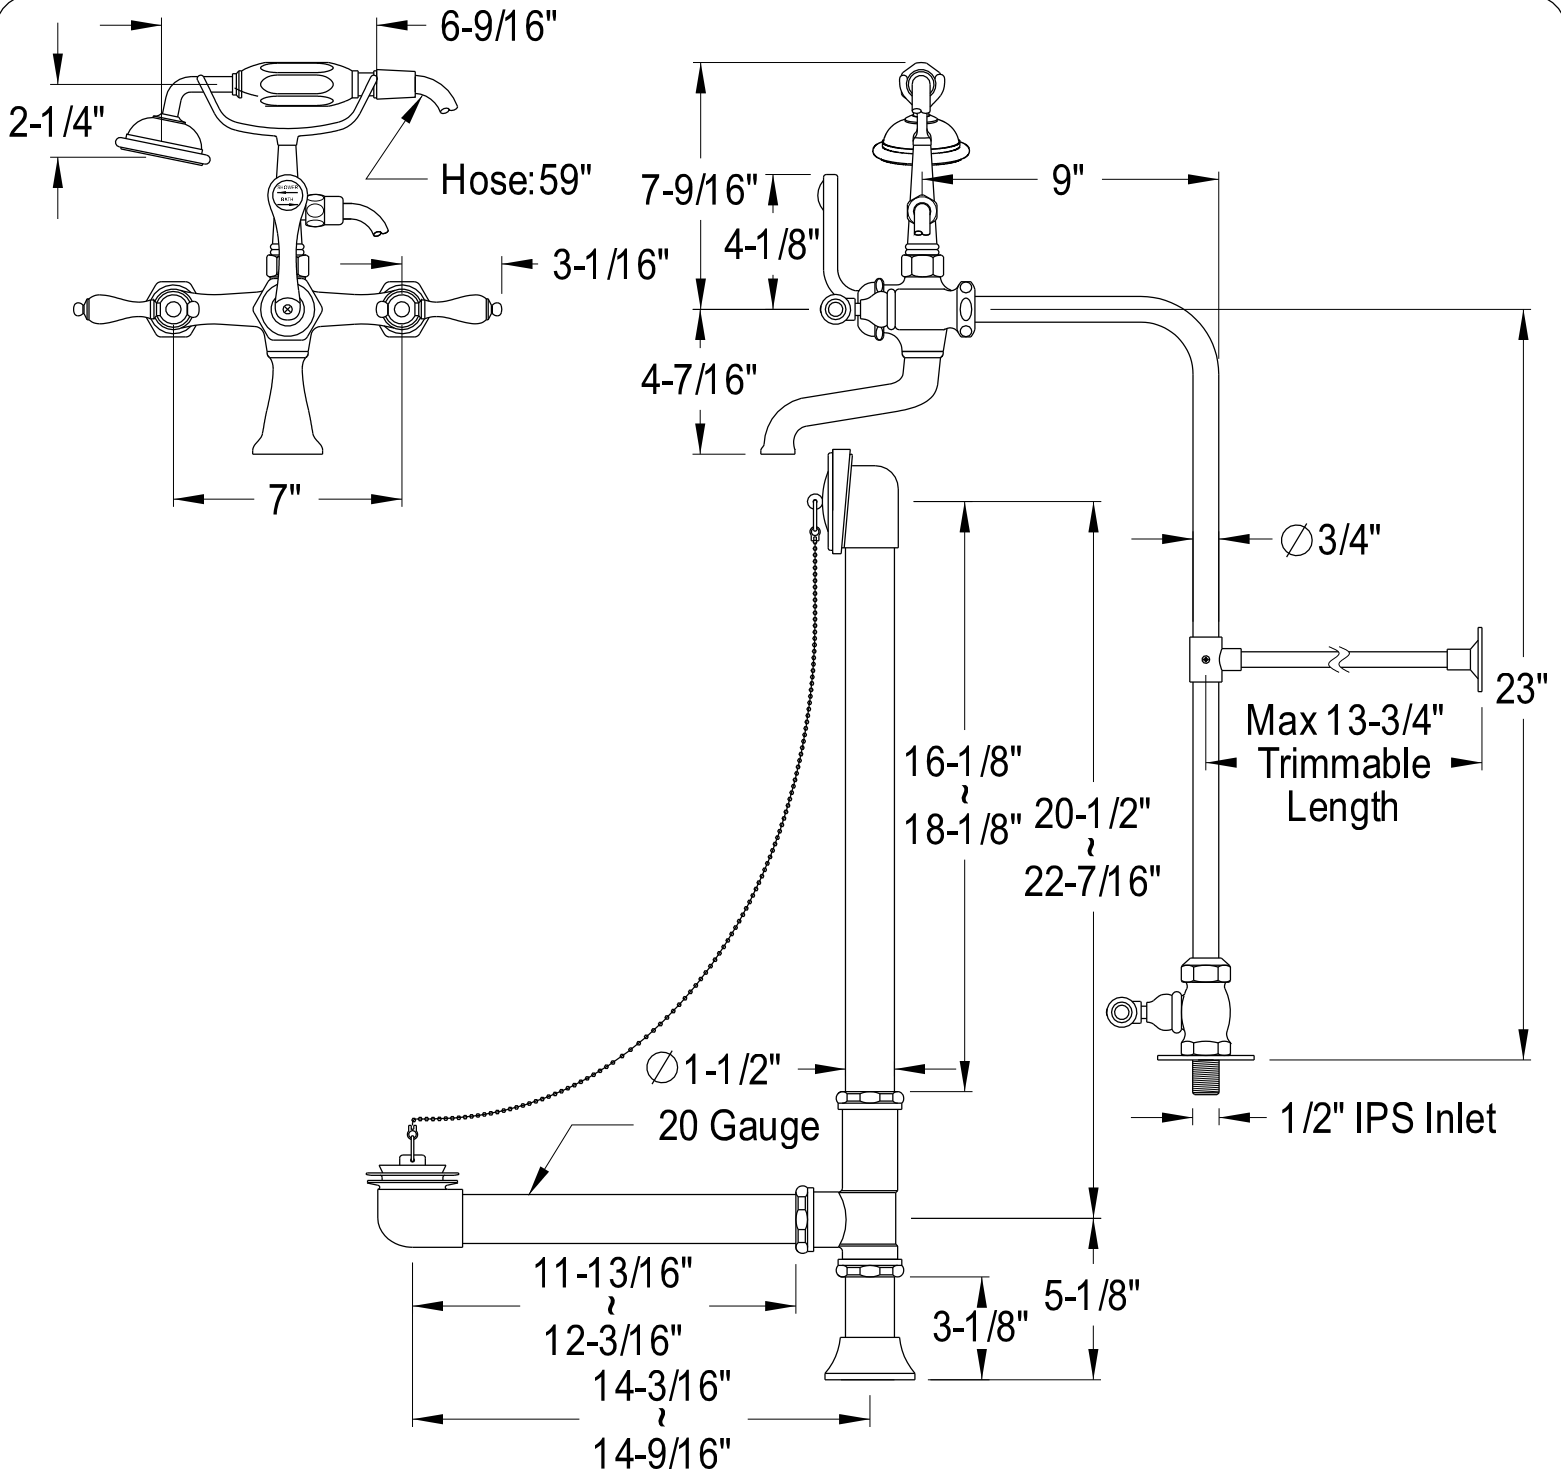 6-9/16"
2-1/4"
Hose:59"
SHOWER
BATH
3-1/16"
7"
7-9/16"
9"
4-1/8"
4-7/16"
Ø 3/4"
23"
Max 13-3/4"
Trimmable
Length
16-1/8"
~
18-1/8"
20-1/2"
~
22-7/16"
Ø 1-1/2"
20 Gauge
1/2" IPS Inlet
11-13/16"
~
12-3/16"
14-3/16"
~
14-9/16"
3-1/8"
5-1/8"